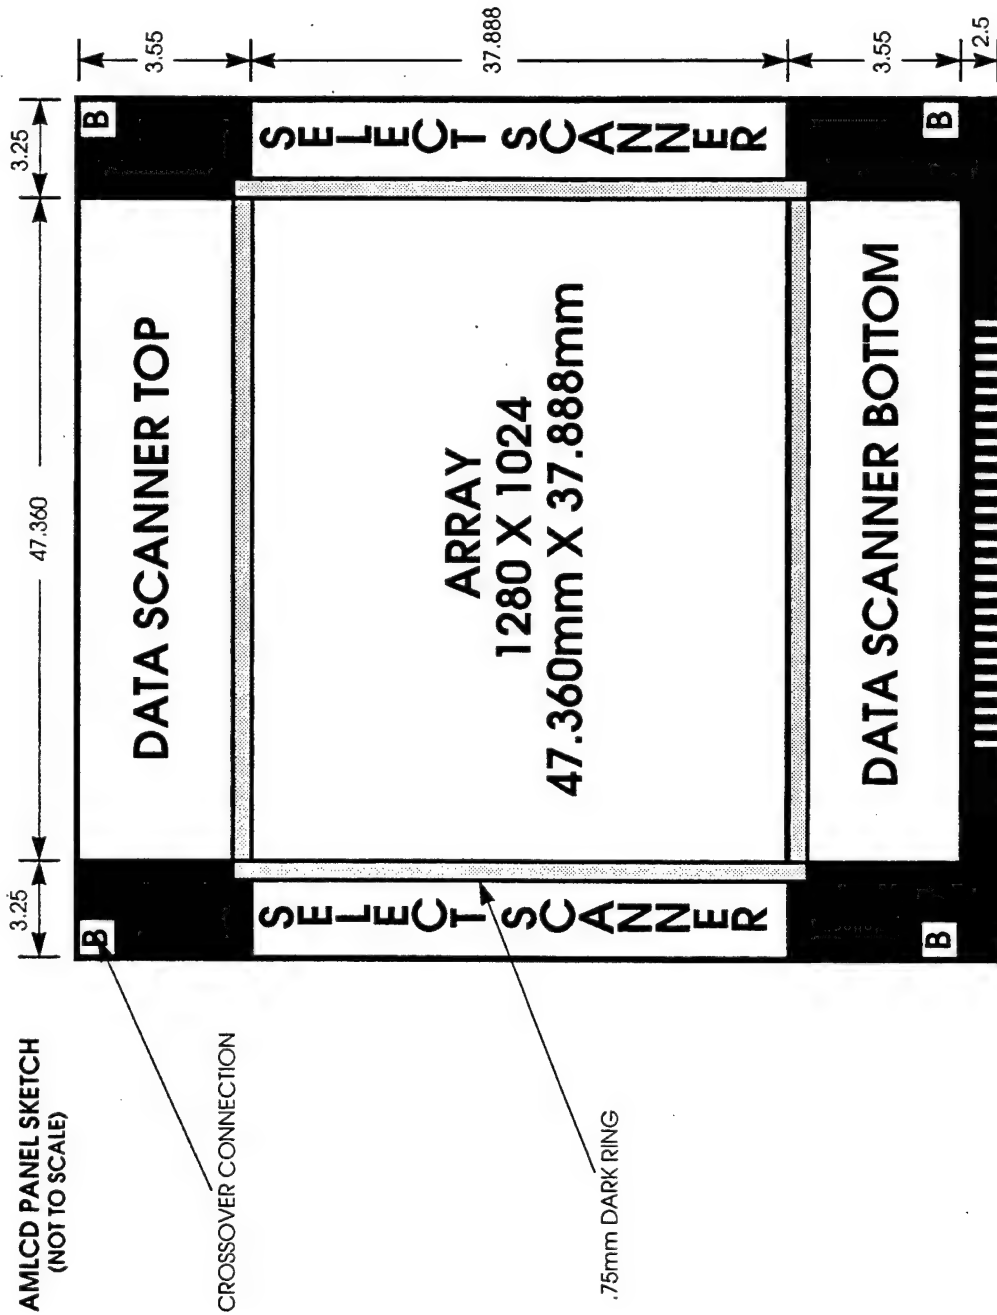 AMLCD PANEL SKETCH
(NOT TO SCALE)
3.25
47.360
3.25
B
B
CROSSOVER CONNECTION
DATA SCANNER TOP
3.55
SELECT SCANNER
ARRAY
1280 X 1024
47.360mm X 37.888mm
SELECT SCANNER
37.888
.75mm DARK RING
DATA SCANNER BOTTOM
3.55
B
B
2.5